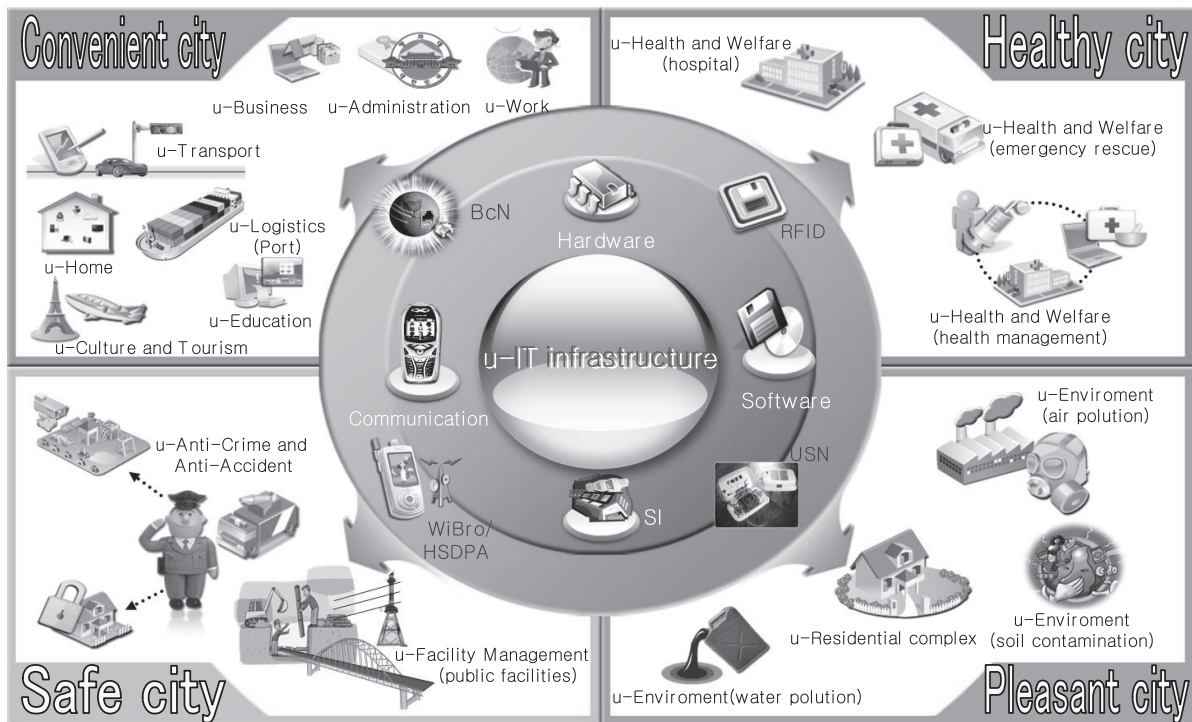 Convenient city
u-Business
u-Administration
u-Work
u-Transport
u-Logistics
(Port)
u-Home
u-Education
u-Culture and Tourism
Healthy city
u-Health and Welfare
(hospital)
u-Health and Welfare
(emergency rescue)
u-Health and Welfare
(health management)
BcN
Hardware
RFID
u-IT infrastructure
Communication
Software
WiBro/
HSDPA
SI
USN
u-Anti-Crime and
Anti-Accident
u-Facility Management
(public facilities)
Safe city
u-Enviroment
(air polution)
u-Residential complex
u-Enviroment
(soil contamination)
u-Enviroment(water polution)
Pleasant city